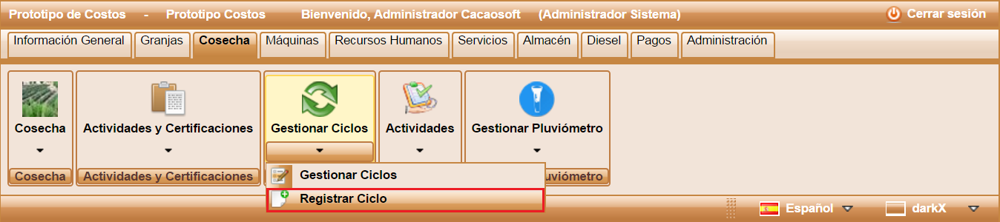 Prototipo de Costos - Prototipo Costos Bienvenido, Administrador Cacaosoft (Administrador Sistema) Cerrar sesión
Información General Granjas Cosecha Máquinas Recursos Humanos Servicios Almacén Diesel Pagos Administración
Cosecha Actividades y Certificaciones Gestionar Ciclos Actividades Gestionar Pluviómetro
Cosecha Actividades y Certificaciones
Gestionar Ciclos
Registrar Ciclo
Español darkX